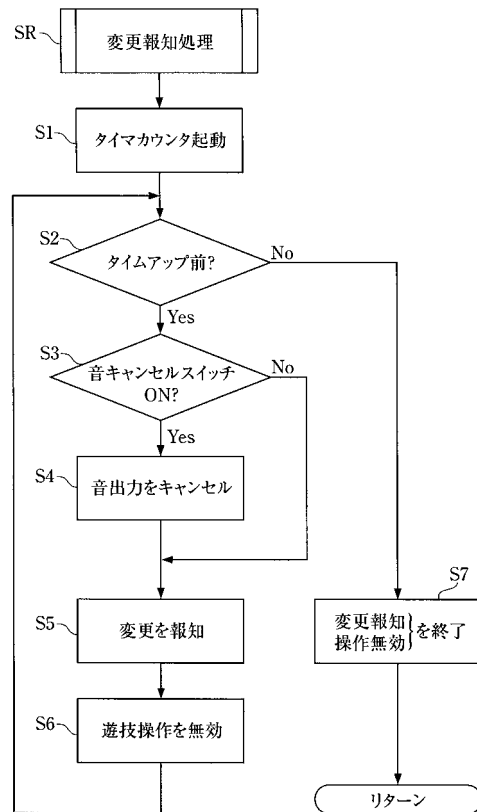 SR
変更報知処理
S1
タイマカウンタ起動
S2
タイムアップ前?
No
Yes
S3
音キャンセルスイッチ
ON?
No
Yes
S4
音出力をキャンセル
S5
変更を報知
S6
遊技操作を無効
S7
変更報知
操作無効}を終了
リターン